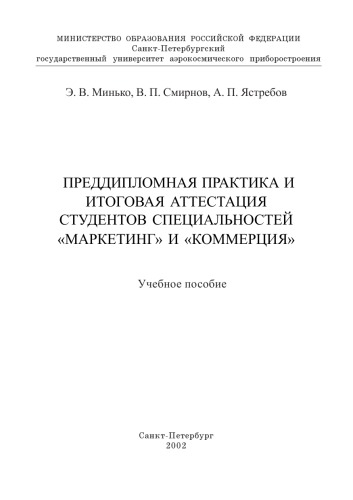 МИНИСТЕРСТВО ОБРАЗОВАНИЯ РОССИЙСКОЙ ФЕДЕРАЦИИ
Санкт-Петербургский
государственный университет аэрокосмического приборостроения
Э. В. Минько, В. П. Смирнов, А. П. Ястребов
ПРЕДДИПЛОМНАЯ ПРАКТИКА И
ИТОГОВАЯ АТТЕСТАЦИЯ
СТУДЕНТОВ СПЕЦИАЛЬНОСТЕЙ
«МАРКЕТИНГ» И «КОММЕРЦИЯ»
Учебное пособие
Санкт-Петербург
2002